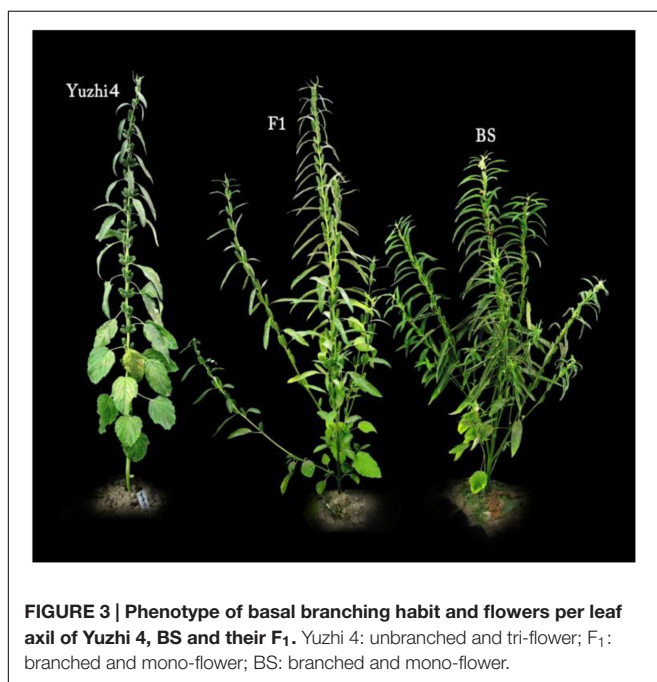 Yuzhi4
F1
BS
FIGURE 3 | Phenotype of basal branching habit and flowers per leaf
axil of Yuzhi 4, BS and their F₁. Yuzhi 4: unbranched and tri-flower; F₁:
branched and mono-flower; BS: branched and mono-flower.